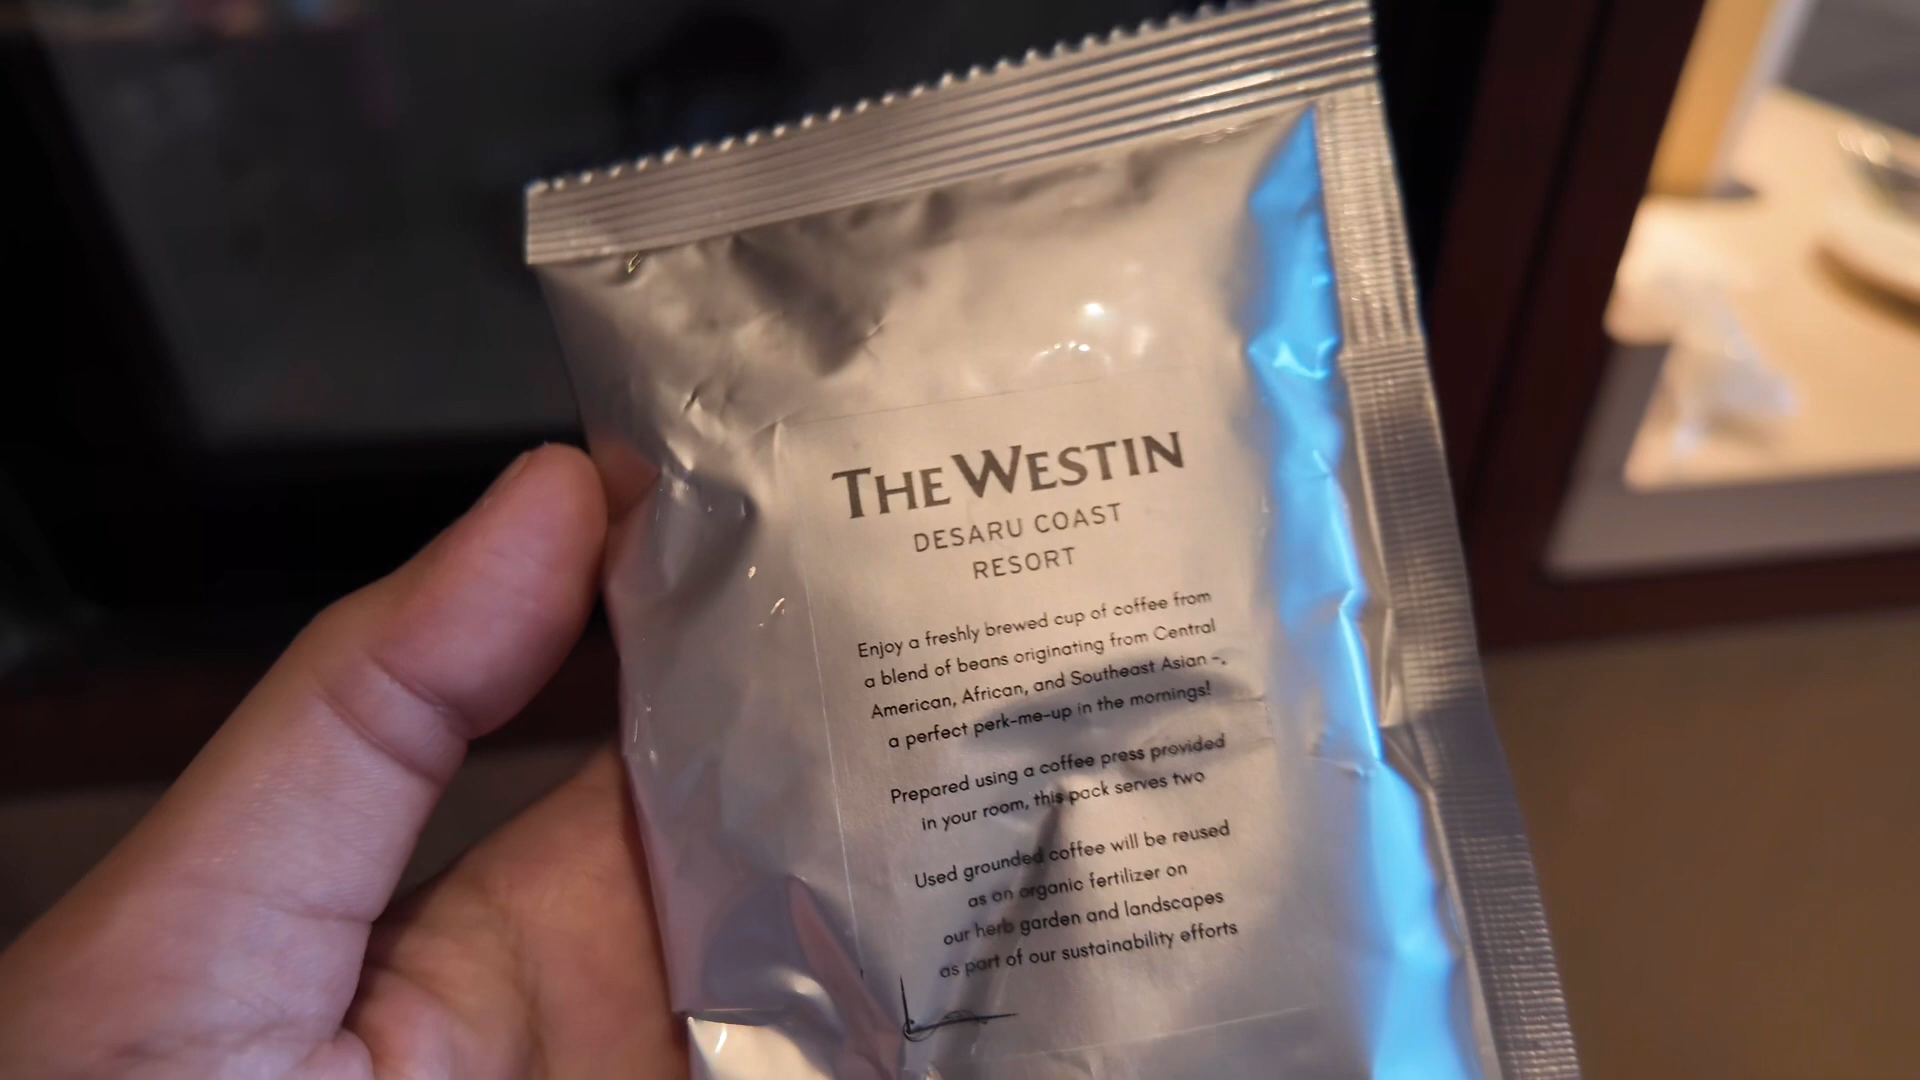 THE WESTIN
DESARU COAST
RESORT
Enjoy a freshly brewed cup of coffee from
a blend of beans originating from Central
American, African, and Southeast Asian -.
a perfect perk-me-up in the mornings!
Prepared using a coffee press provided
in your room, this pack serves two
Used grounded coffee will be reused
as an organic fertilizer on
our herb garden and landscapes
as part of our sustainability efforts